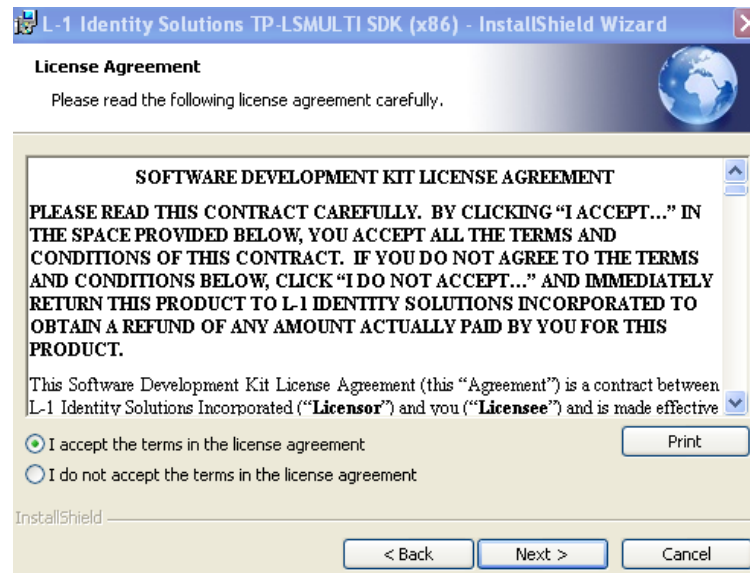 L-1 Identity Solutions TP-LSMULTI SDK (x86) - InstallShield Wizard
License Agreement
Please read the following license agreement carefully.
SOFTWARE DEVELOPMENT KIT LICENSE AGREEMENT
PLEASE READ THIS CONTRACT CAREFULLY. BY CLICKING “I ACCEPT...” IN
THE SPACE PROVIDED BELOW, YOU ACCEPT ALL THE TERMS AND
CONDITIONS OF THIS CONTRACT. IF YOU DO NOT AGREE TO THE TERMS
AND CONDITIONS BELOW, CLICK “I DO NOT ACCEPT...” AND IMMEDIATELY
RETURN THIS PRODUCT TO L-1 IDENTITY SOLUTIONS INCORPORATED TO
OBTAIN A REFUND OF ANY AMOUNT ACTUALLY PAID BY YOU FOR THIS
PRODUCT.
This Software Development Kit License Agreement (this “Agreement”) is a contract between
L-1 Identity Solutions Incorporated (“Licensor”) and you (“Licensee”) and is made effective
I accept the terms in the license agreement
Print
I do not accept the terms in the license agreement
InstallShield
< Back
Next >
Cancel